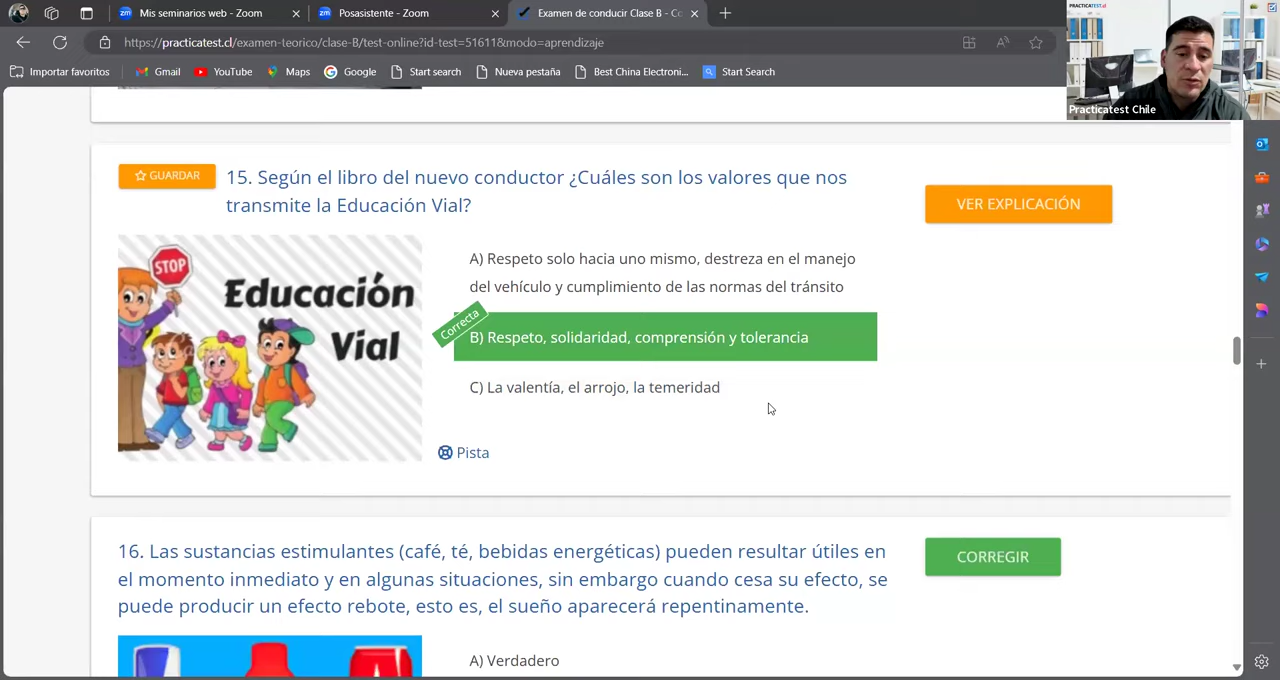 Mis seminarios web - Zoom
Posasistente - Zoom
Examen de conducir Clase B - Co
https://practicatest.cl/examen-teorico/clase-B/test-online?id-test=51611&modo=aprendizaje
Importar favoritos
Gmail
YouTube
Maps
Google
Start search
Nueva pestaña
Best China Electroni...
Start Search
PRACTICATEST.cl
Practicatest Chile
GUARDAR
15. Según el libro del nuevo conductor ¿Cuáles son los valores que nos
transmite la Educación Vial?
VER EXPLICACIÓN
STOP
Educación
Vial
A) Respeto solo hacia uno mismo, destreza en el manejo
del vehículo y cumplimiento de las normas del tránsito
Correcta
B) Respeto, solidaridad, comprensión y tolerancia
C) La valentía, el arrojo, la temeridad
Pista
16. Las sustancias estimulantes (café, té, bebidas energéticas) pueden resultar útiles en
el momento inmediato y en algunas situaciones, sin embargo cuando cesa su efecto, se
puede producir un efecto rebote, esto es, el sueño aparecerá repentinamente.
CORREGIR
A) Verdadero